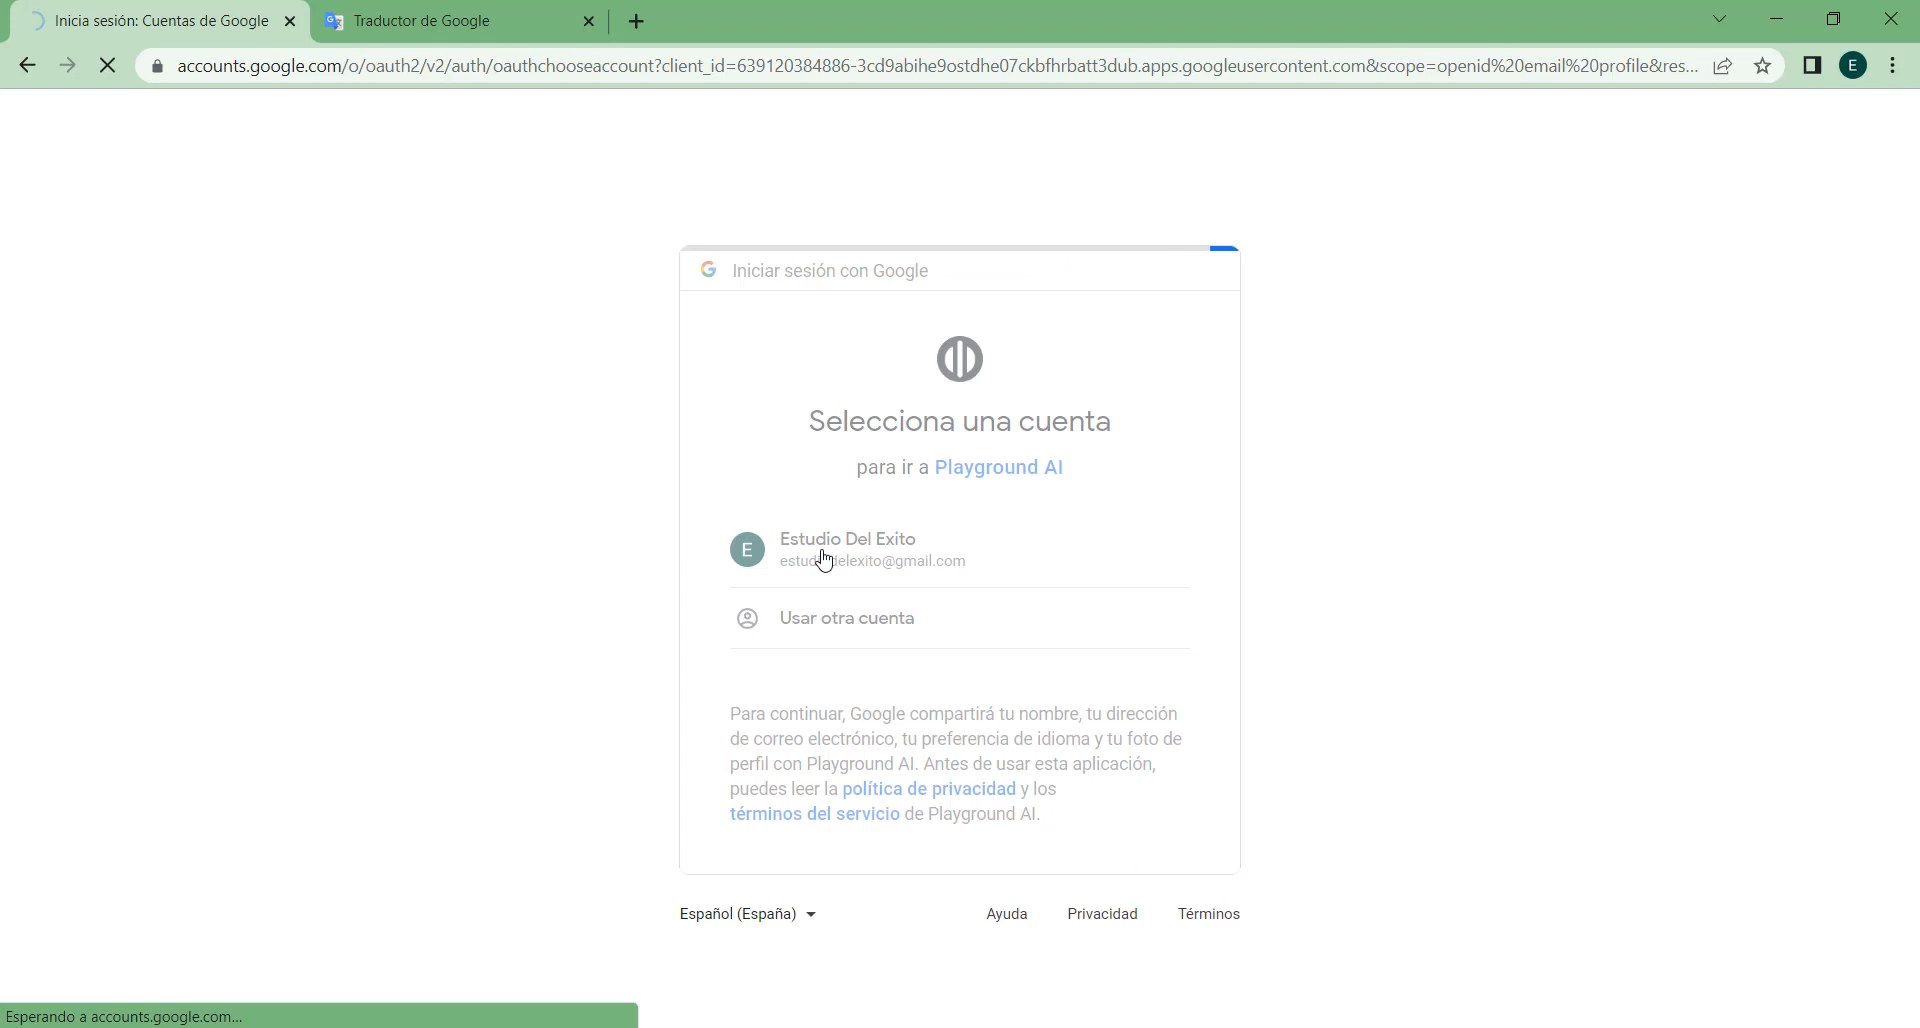 Inicia sesión: Cuentas de Google
Traductor de Google
accounts.google.com/o/oauth2/v2/auth/oauthchooseaccount?client_id=639120384886-3cd9abihe9ostdhe07ckbfhrbatt3dub.apps.googleusercontent.com&scope=openid%20email%20profile&res...
E
G Iniciar sesión con Google
Selecciona una cuenta
para ir a Playground AI
E
Estudio Del Exito
estudiodelexito@gmail.com
Usar otra cuenta
Para continuar, Google compartirá tu nombre, tu dirección
de correo electrónico, tu preferencia de idioma y tu foto de
perfil con Playground AI. Antes de usar esta aplicación,
puedes leer la política de privacidad y los
términos del servicio de Playground AI.
Español (España)
Ayuda
Privacidad
Términos
Esperando a accounts.google.com...